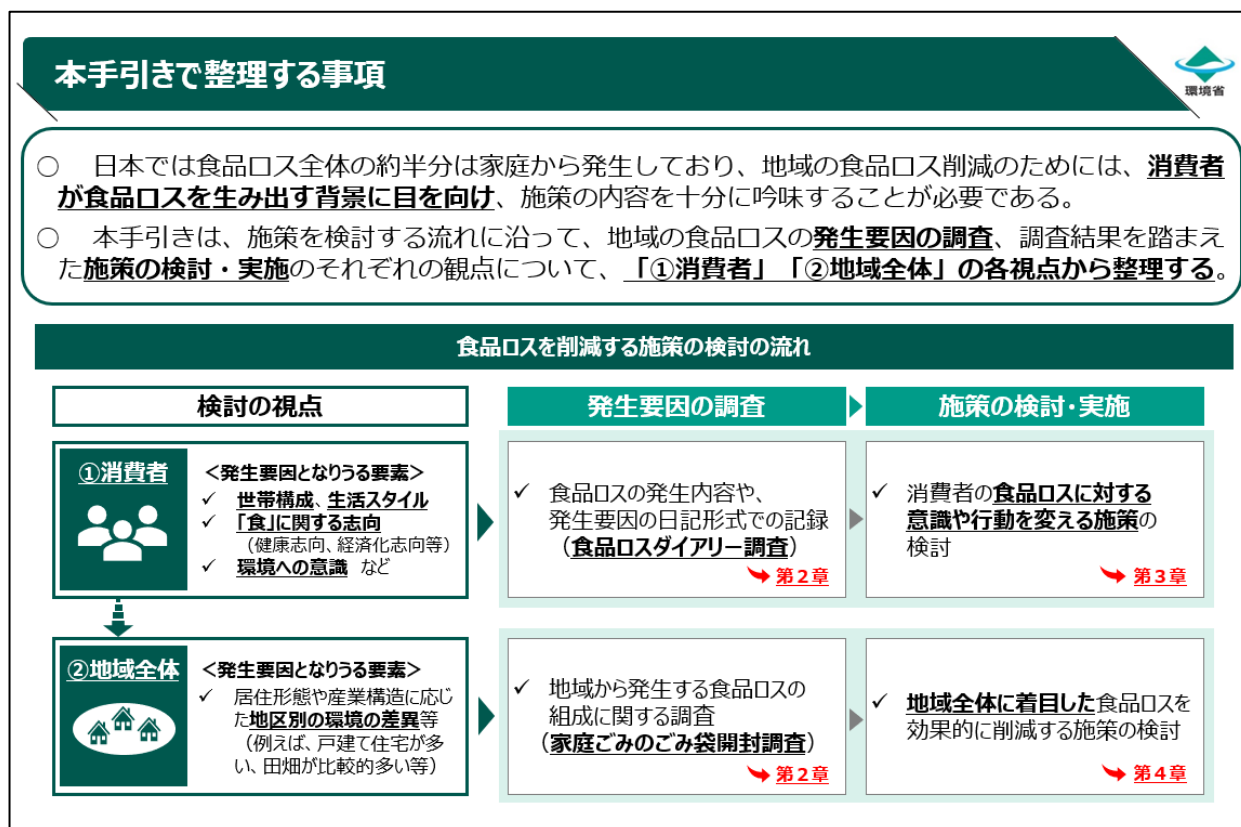 本手引きで整理する事項
環境省
○　日本では食品ロス全体の約半分は家庭から発生しており、地域の食品ロス削減のためには、消費者
が食品ロスを生み出す背景に目を向け、施策の内容を十分に吟味することが必要である。
○　本手引きは、施策を検討する流れに沿って、地域の食品ロスの発生要因の調査、調査結果を踏まえ
た施策の検討・実施のそれぞれの観点について、「①消費者」「②地域全体」の各視点から整理する。
食品ロスを削減する施策の検討の流れ
検討の視点
発生要因の調査
施策の検討・実施
①消費者
＜発生要因となりうる要素＞
✓ 世帯構成、生活スタイル
✓ 「食」に関する志向
（健康志向、経済化志向等）
✓ 環境への意識 など
✓ 食品ロスの発生内容や、
発生要因の日記形式での記録
（食品ロスダイアリー調査）
第２章
✓ 消費者の食品ロスに対する
意識や行動を変える施策の
検討
第３章
②地域全体
＜発生要因となりうる要素＞
✓ 居住形態や産業構造に応じ
た地区別の環境の差異等
（例えば、戸建て住宅が多
い、田畑が比較的多い等）
✓ 地域から発生する食品ロスの
組成に関する調査
（家庭ごみのごみ袋開封調査）
第２章
✓ 地域全体に着目した食品ロスを
効果的に削減する施策の検討
第４章